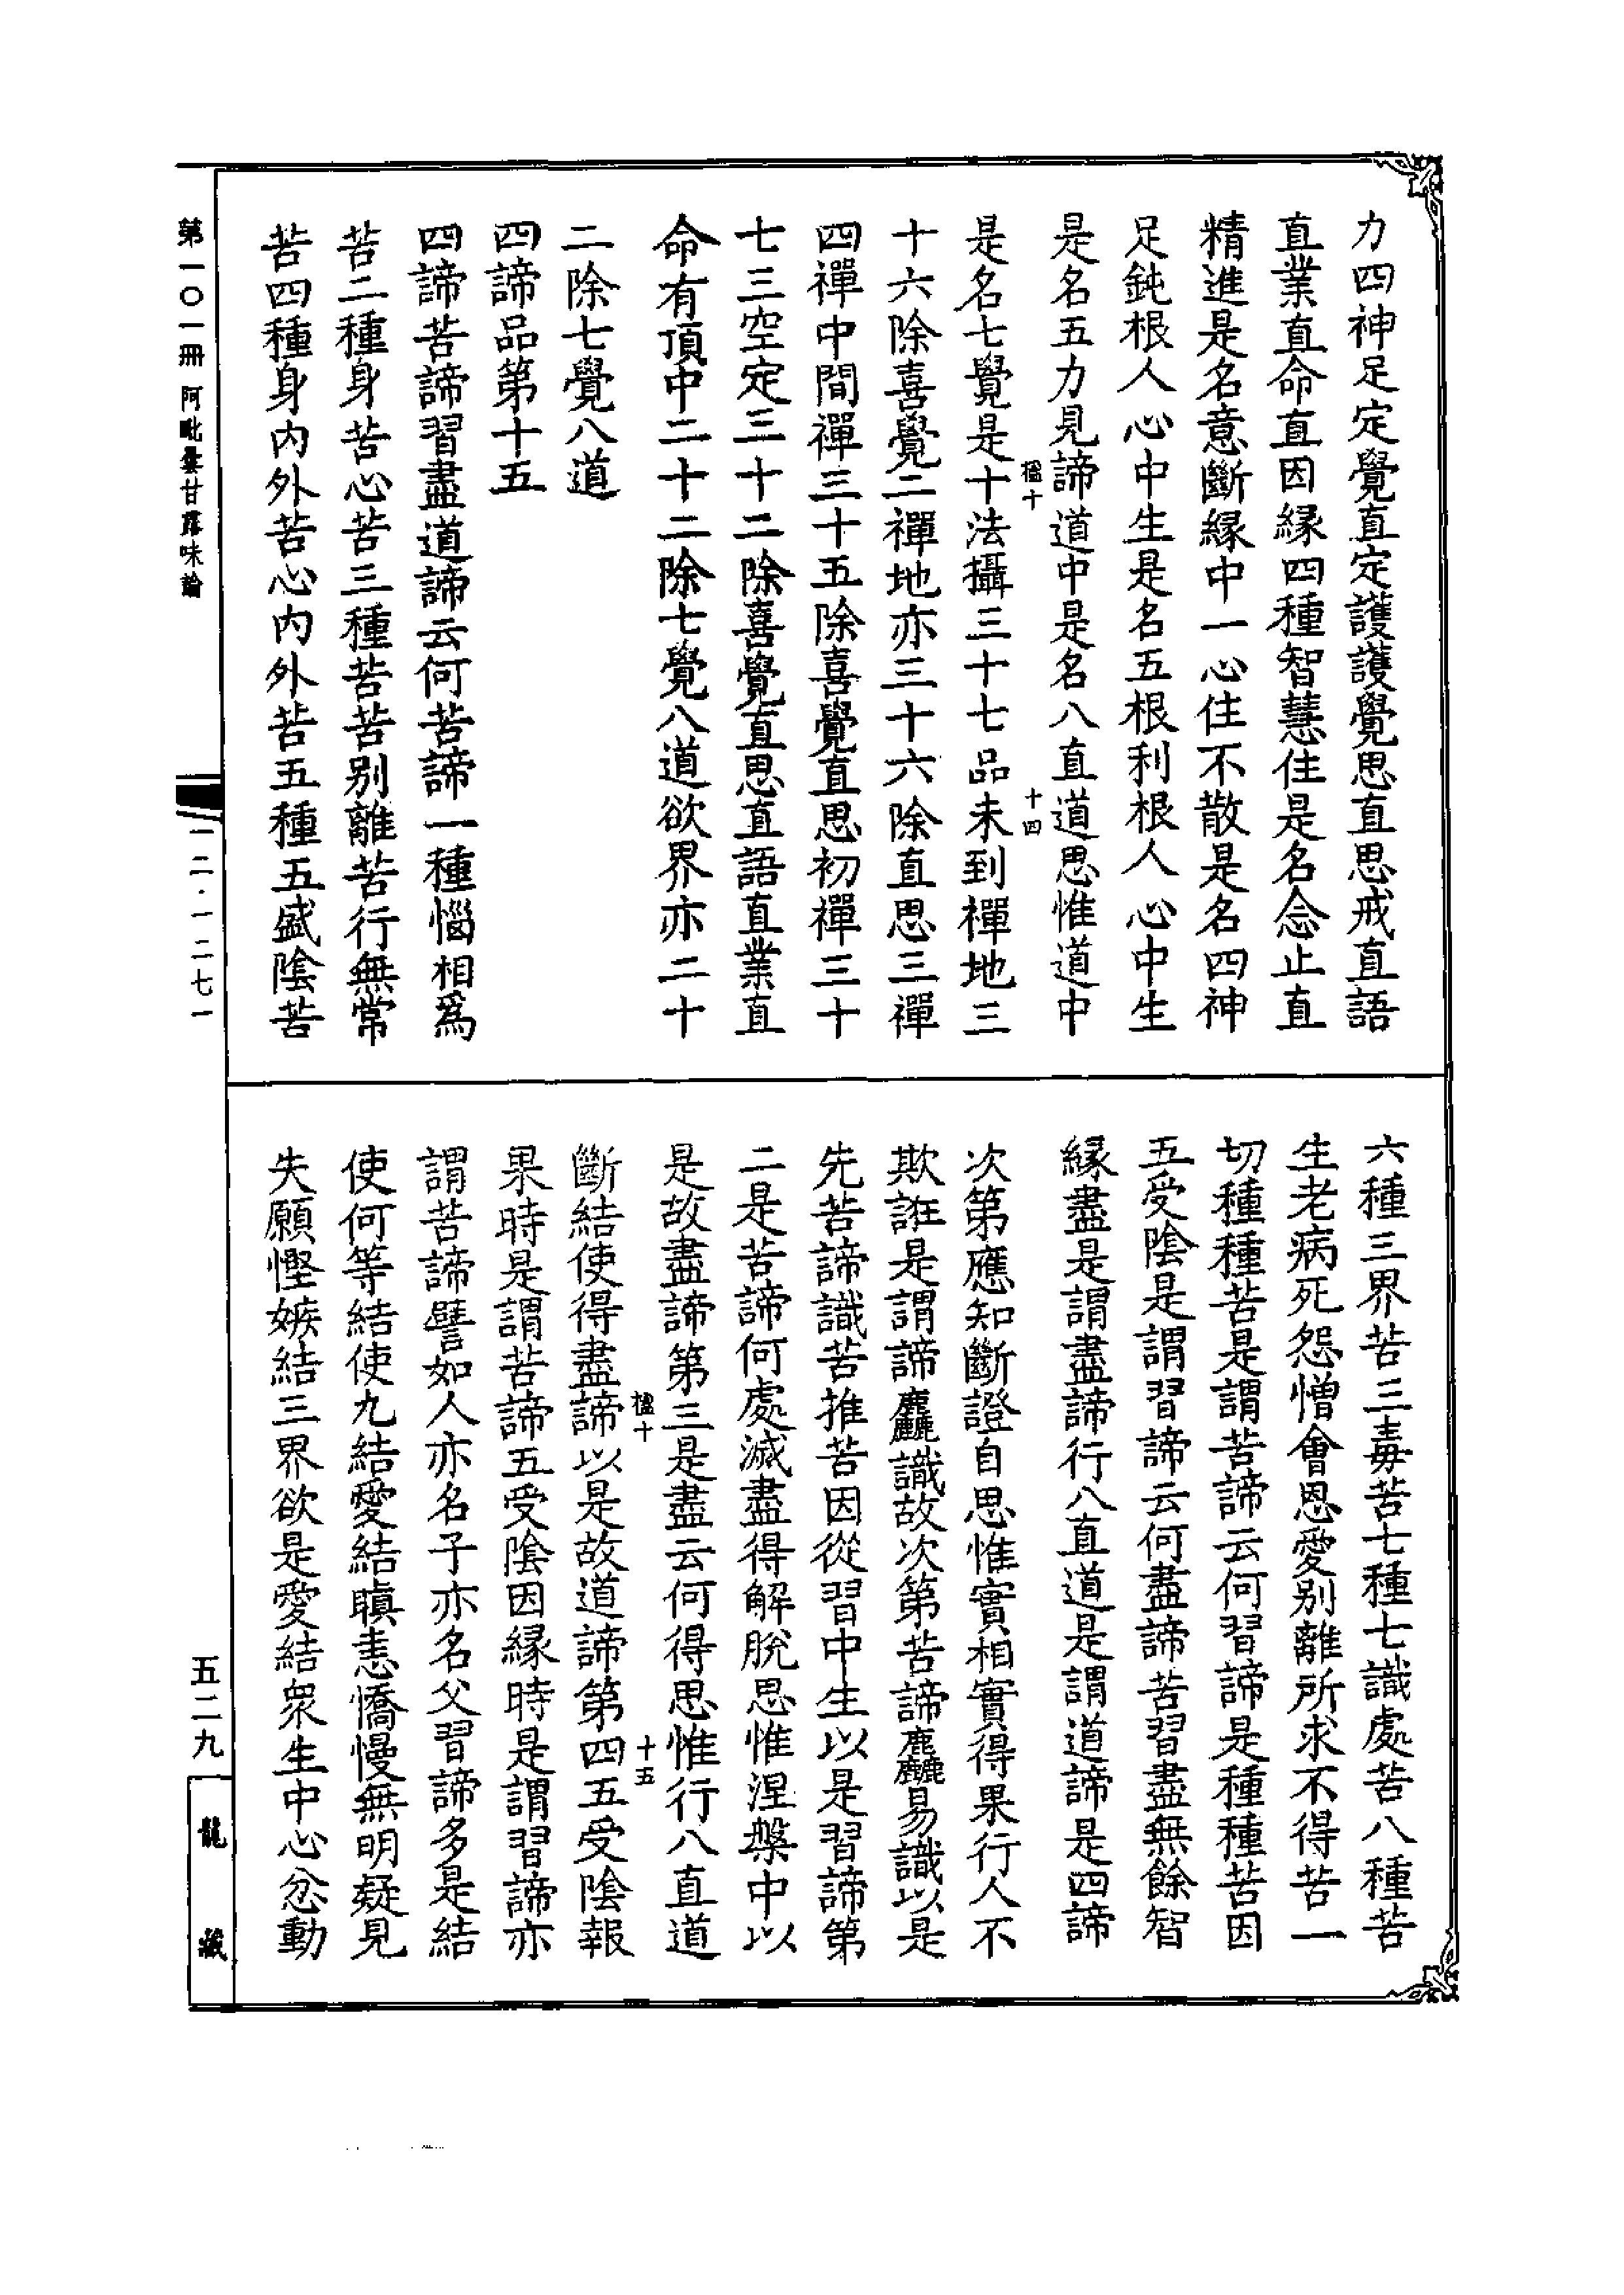 力四神足定覺直定護護覺思直思戒直語
直業直命直因緣四種智慧住是名念止直
精進是名意斷緣中一心住不散是名四神
足鈍根人心中生是名五根利根人心中生
是名五力見諦道中是名八直道思惟道中
十四
是名七覺是十法攝三十七品未到禪地三
十六除喜覺二禪地亦三十六除直思三禪
四禪中間禪三十五除喜覺直思初禪三十
七三空定三十二除喜覺直思直語直業直
命有頂中二十二除七覺八道欲界亦二十
二除七覺八道
四諦品第十五
四諦苦諦習盡道諦云何苦諦一種惱相爲
苦二種身苦心苦三種苦苦別離苦行無常
苦四種身內外苦心內外苦五種五盛陰苦
六種三界苦三毒苦七種七識處苦八種苦
生老病死怨憎會恩愛別離所求不得苦一
切種種苦是謂苦諦云何習諦是種種苦因
五受陰是謂習諦云何盡諦苦習盡無餘智
緣盡是謂盡諦行八直道是謂道諦是四諦
次第應知斷證自思惟實相實得果行人不
欺誑是謂諦麤識故次第苦諦麤易識以是
先苦諦識苦推苦因從習中生以是習諦第
二是苦諦何處滅盡得解脫思惟涅槃中以
是故盡諦第三是盡云何得思惟行八直道
十五
斷結使得盡諦以是故道諦第四五受陰報
果時是謂苦諦五受陰因緣時是謂習諦亦
謂苦諦譬如人亦名子亦名父習諦多是結
使何等結使九結愛結瞋恚憍慢無明疑見
失願慳嫉結三界欲是愛結衆生中心忿動
第一〇一冊 阿毗曇甘露味論
一二·一二七一
五二九
龍藏